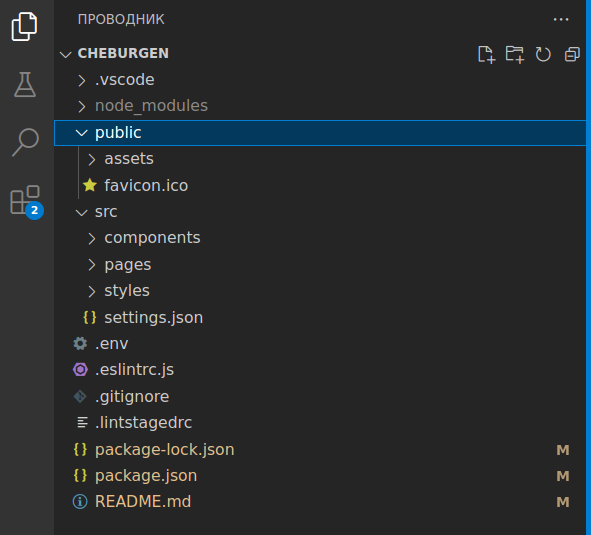 ПРОВОДНИК
CHEBURGEN
.vscode
node_modules
public
assets
favicon.ico
src
components
pages
styles
settings.json
.env
.eslintrc.js
.gitignore
.lintstagedrc
package-lock.json M
package.json M
README.md M
2